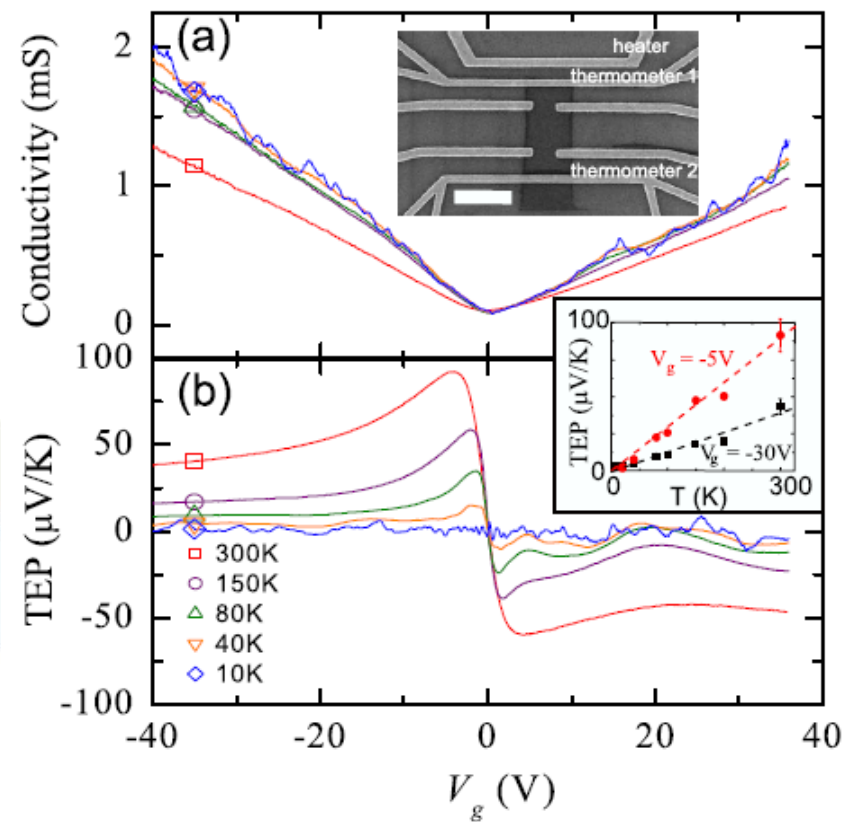 (a)
Conductivity (mS)
2
1
0
heater
thermometer 1
thermometer 2
(b)
TEP (μV/K)
100
50
0
-50
-100
300K
150K
80K
40K
10K
100
0
TEP (μV/K)
V_g = -5V
V_g = -30V
0
300
T (K)
-40
-20
0
20
40
V_g (V)